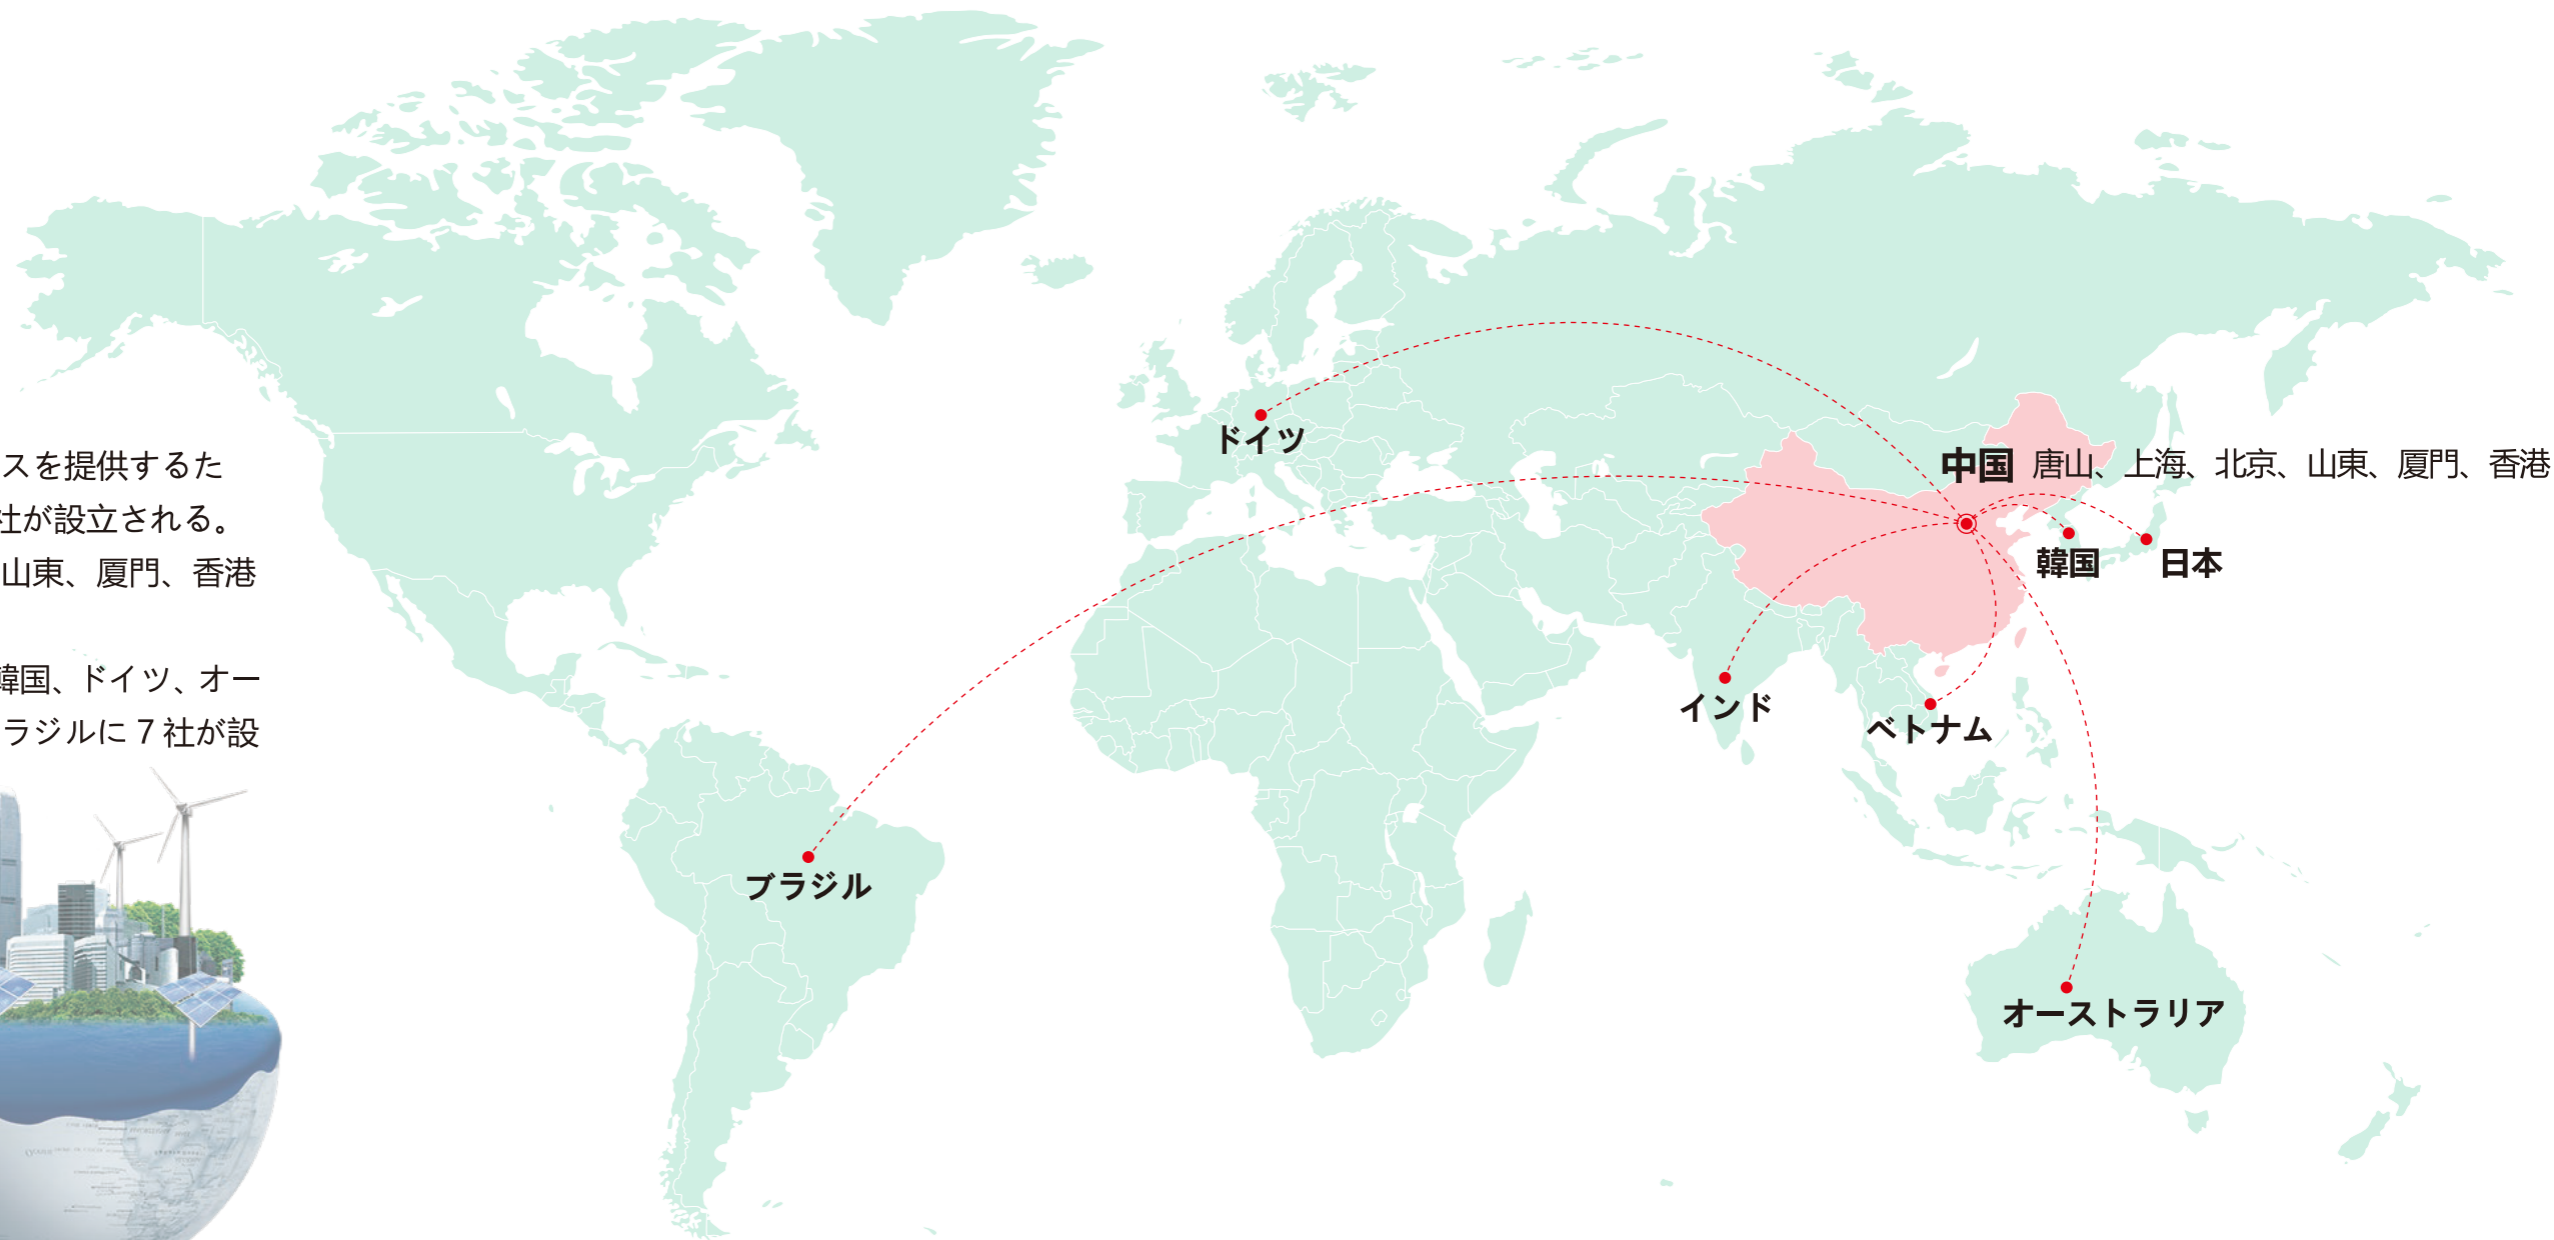 スを提供するた
社が設立される。
山東、厦門、香港
韓国、ドイツ、オー
ラジルに 7 社が設
ドイツ
中国 唐山、上海、北京、山東、厦門、香港
韓国
日本
インド
ベトナム
ブラジル
オーストラリア